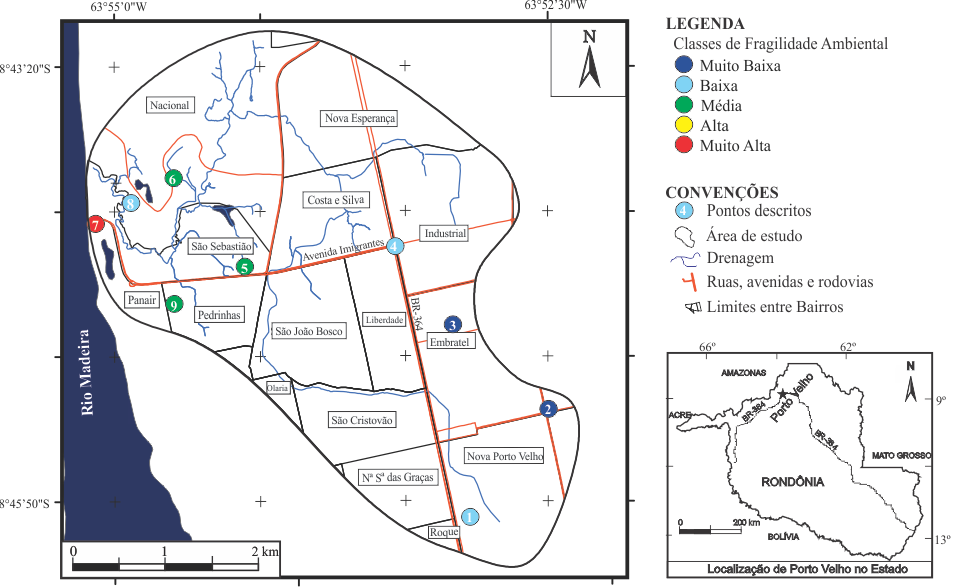 63°55'0"W
63°52'30"W
8°43'20"S
8°45'50"S
N
Nacional
Nova Esperança
6
Costa e Silva
8
7
São Sebastião
Industrial
Avenida Imigrantes
4
5
Panair
9
Pedrinhas
São João Bosco
Liberdade
BR-364
3
Embratel
Rio Madeira
Olaria
São Cristovão
2
Nova Porto Velho
Nª Sª das Graças
1
Roque
0 1 2 km
LEGENDA
Classes de Fragilidade Ambiental
Muito Baixa
Baixa
Média
Alta
Muito Alta
CONVENÇÕES
4 Pontos descritos
Área de estudo
Drenagem
Ruas, avenidas e rodovias
Limites entre Bairros
66° 62°
N
AMAZONAS
9°
ACRE
BR-364
Porto Velho
BR-364
MATO GROSSO
RONDÔNIA
0 200 km
BOLÍVIA
13°
Localização de Porto Velho no Estado